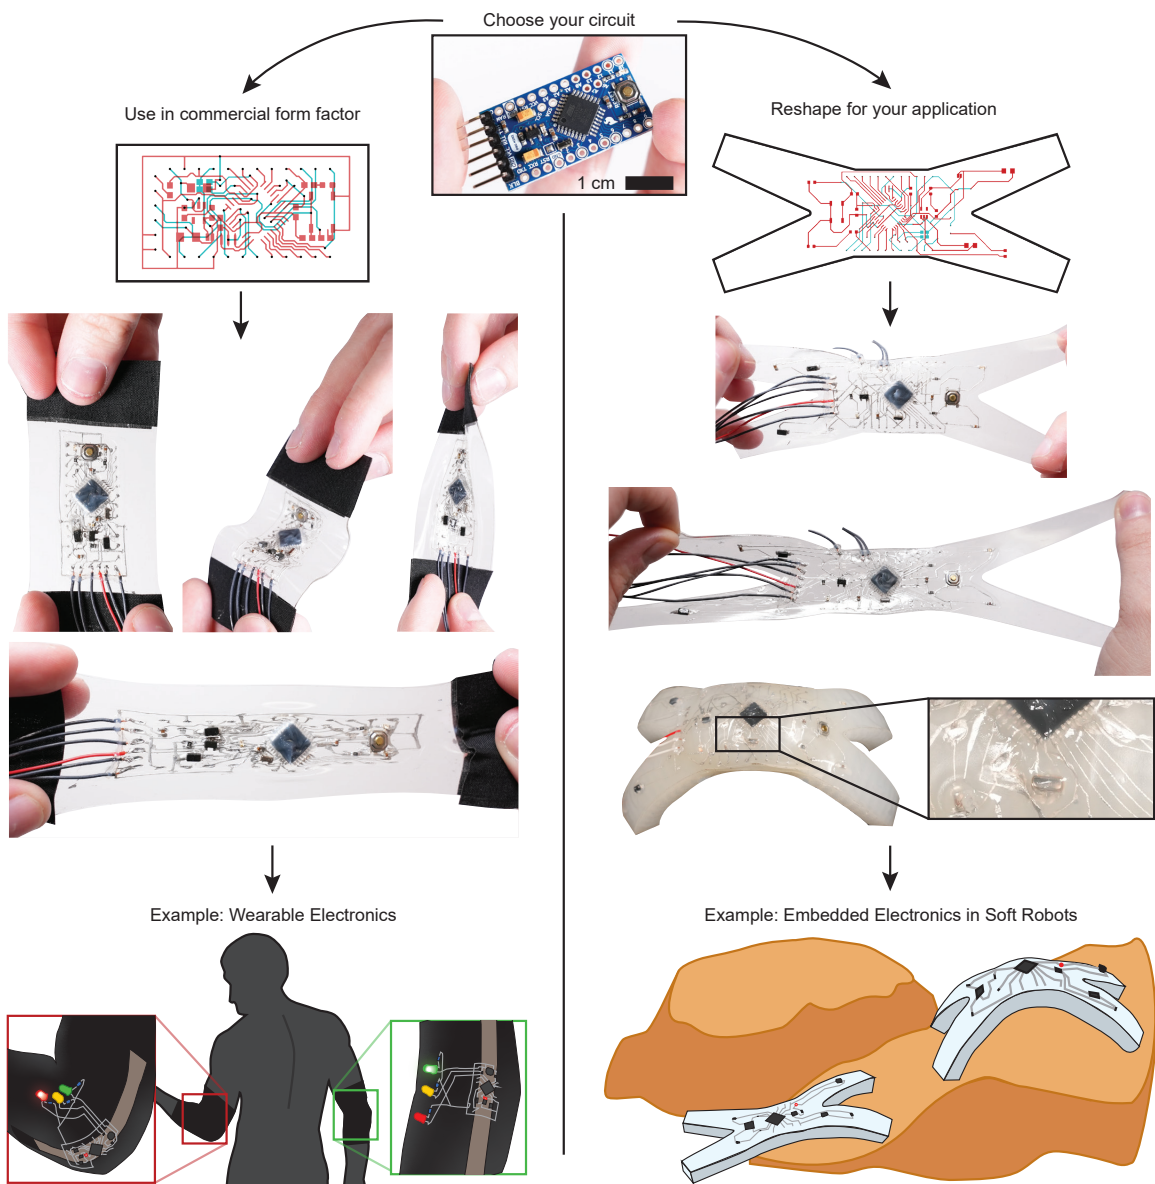 Choose your circuit
Use in commercial form factor
Reshape for your application
1 cm
Example: Wearable Electronics
Example: Embedded Electronics in Soft Robots